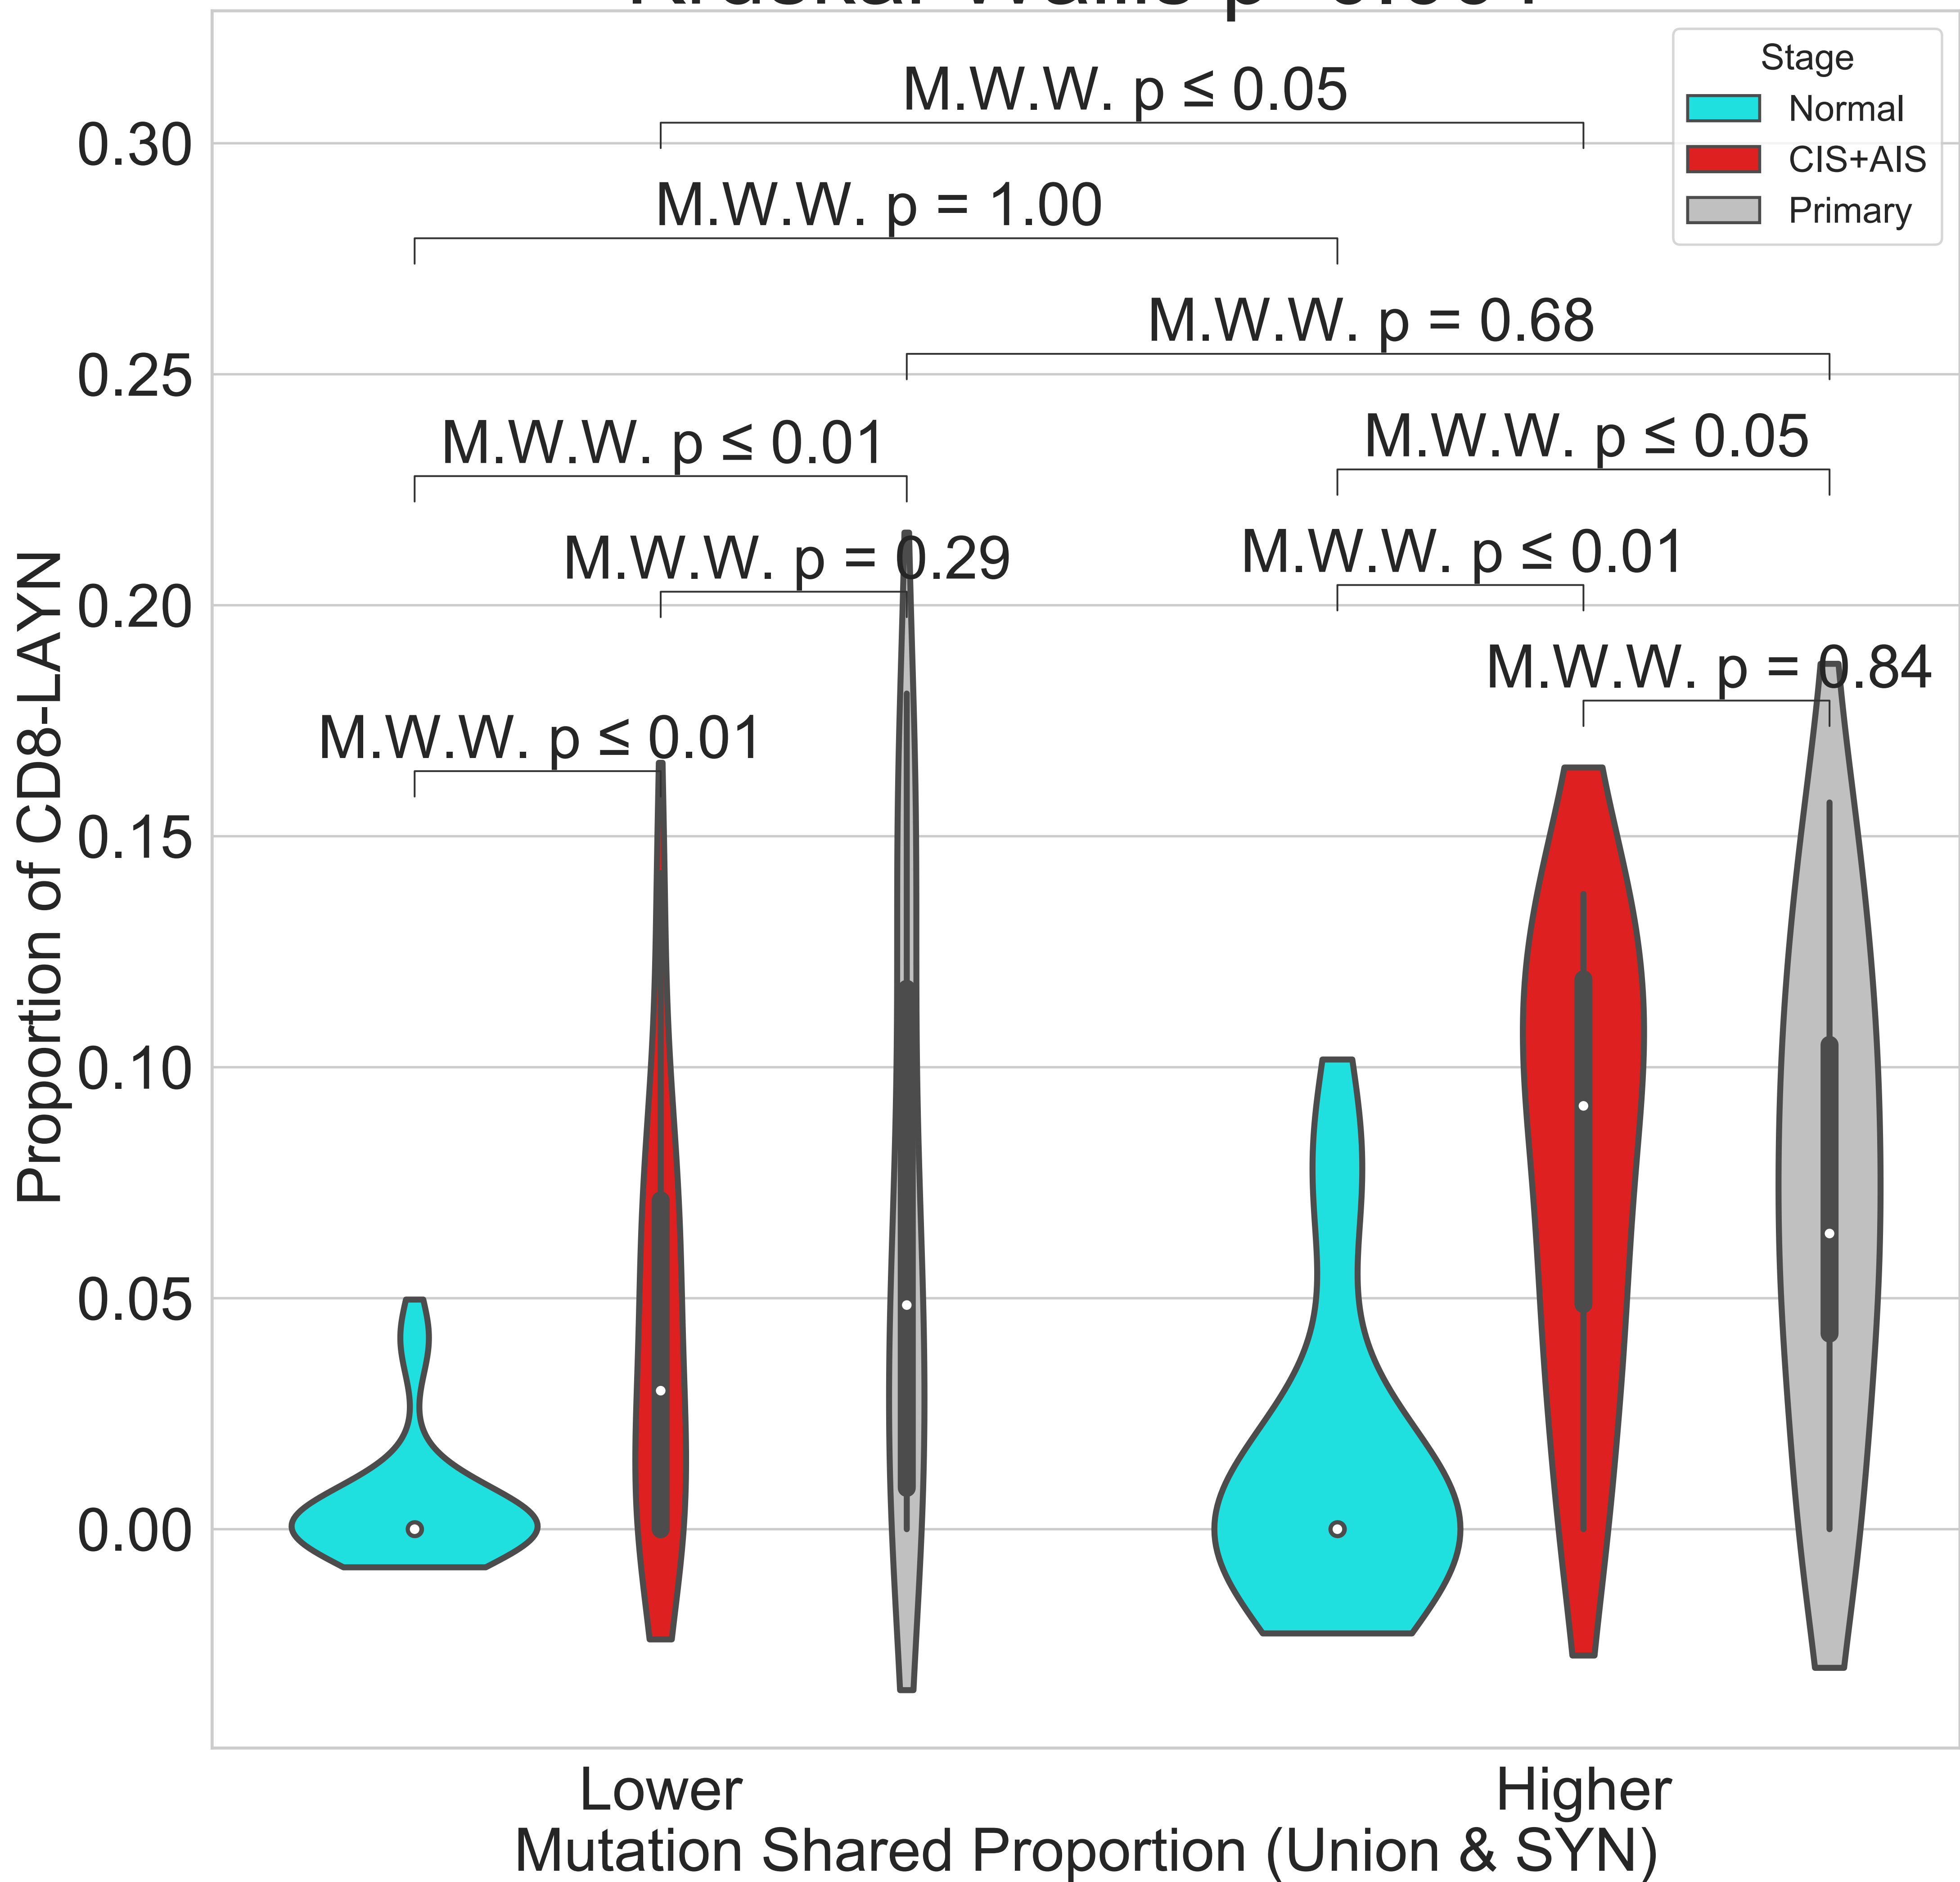 M.W.W. p ≤ 0.05
M.W.W. p = 1.00
M.W.W. p = 0.68
M.W.W. p ≤ 0.01
M.W.W. p ≤ 0.05
M.W.W. p = 0.29
M.W.W. p ≤ 0.01
M.W.W. p = 0.84
M.W.W. p ≤ 0.01
Stage
Normal
CIS+AIS
Primary
0.30
0.25
0.20
0.15
0.10
0.05
0.00
Proportion of CD8-LAYN
Lower
Higher
Mutation Shared Proportion (Union & SYN)